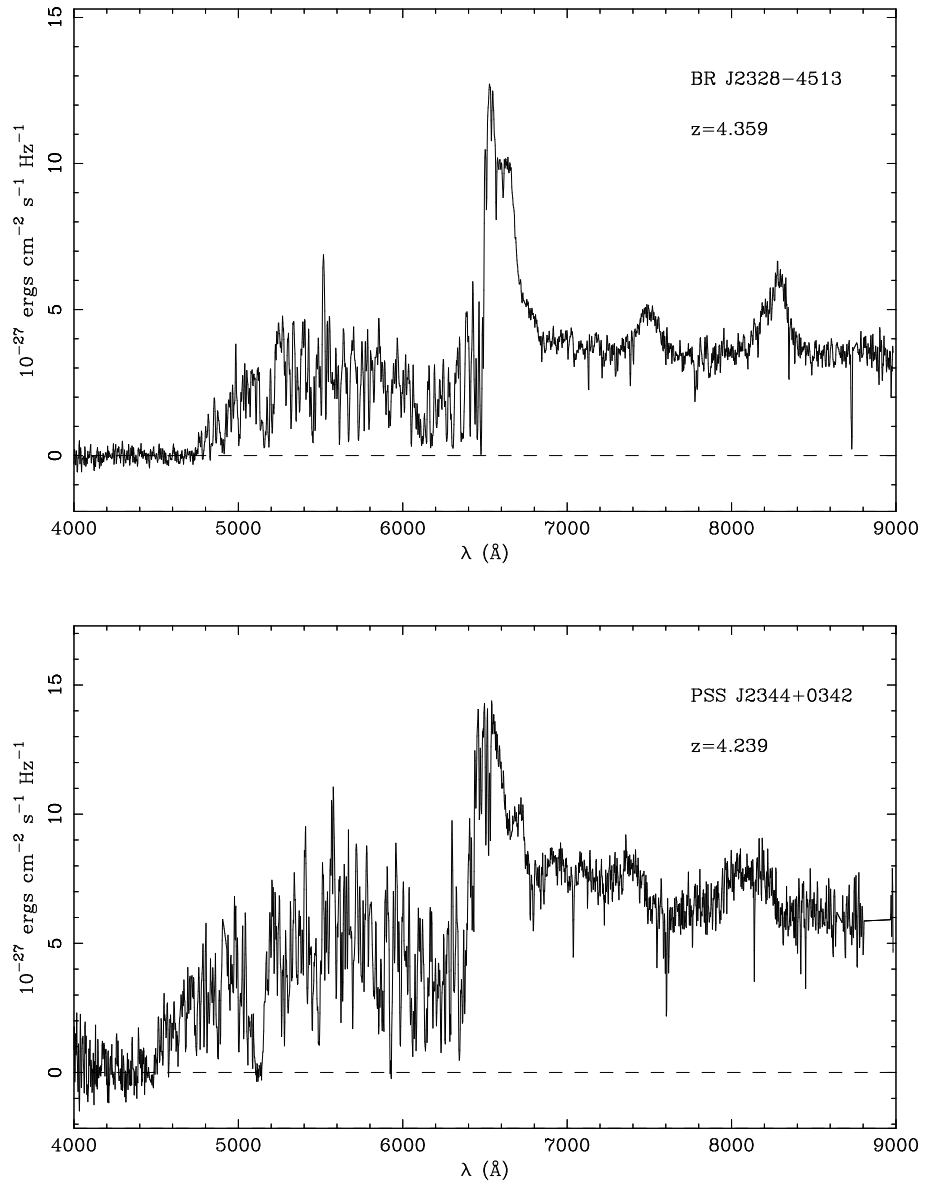 15
10
5
0
10⁻²⁷ ergs cm⁻² s⁻¹ Hz⁻¹
BR J2328−4513
z=4.359
4000 5000 6000 7000 8000 9000
λ (Å)
15
10
5
0
10⁻²⁷ ergs cm⁻² s⁻¹ Hz⁻¹
PSS J2344+0342
z=4.239
4000 5000 6000 7000 8000 9000
λ (Å)